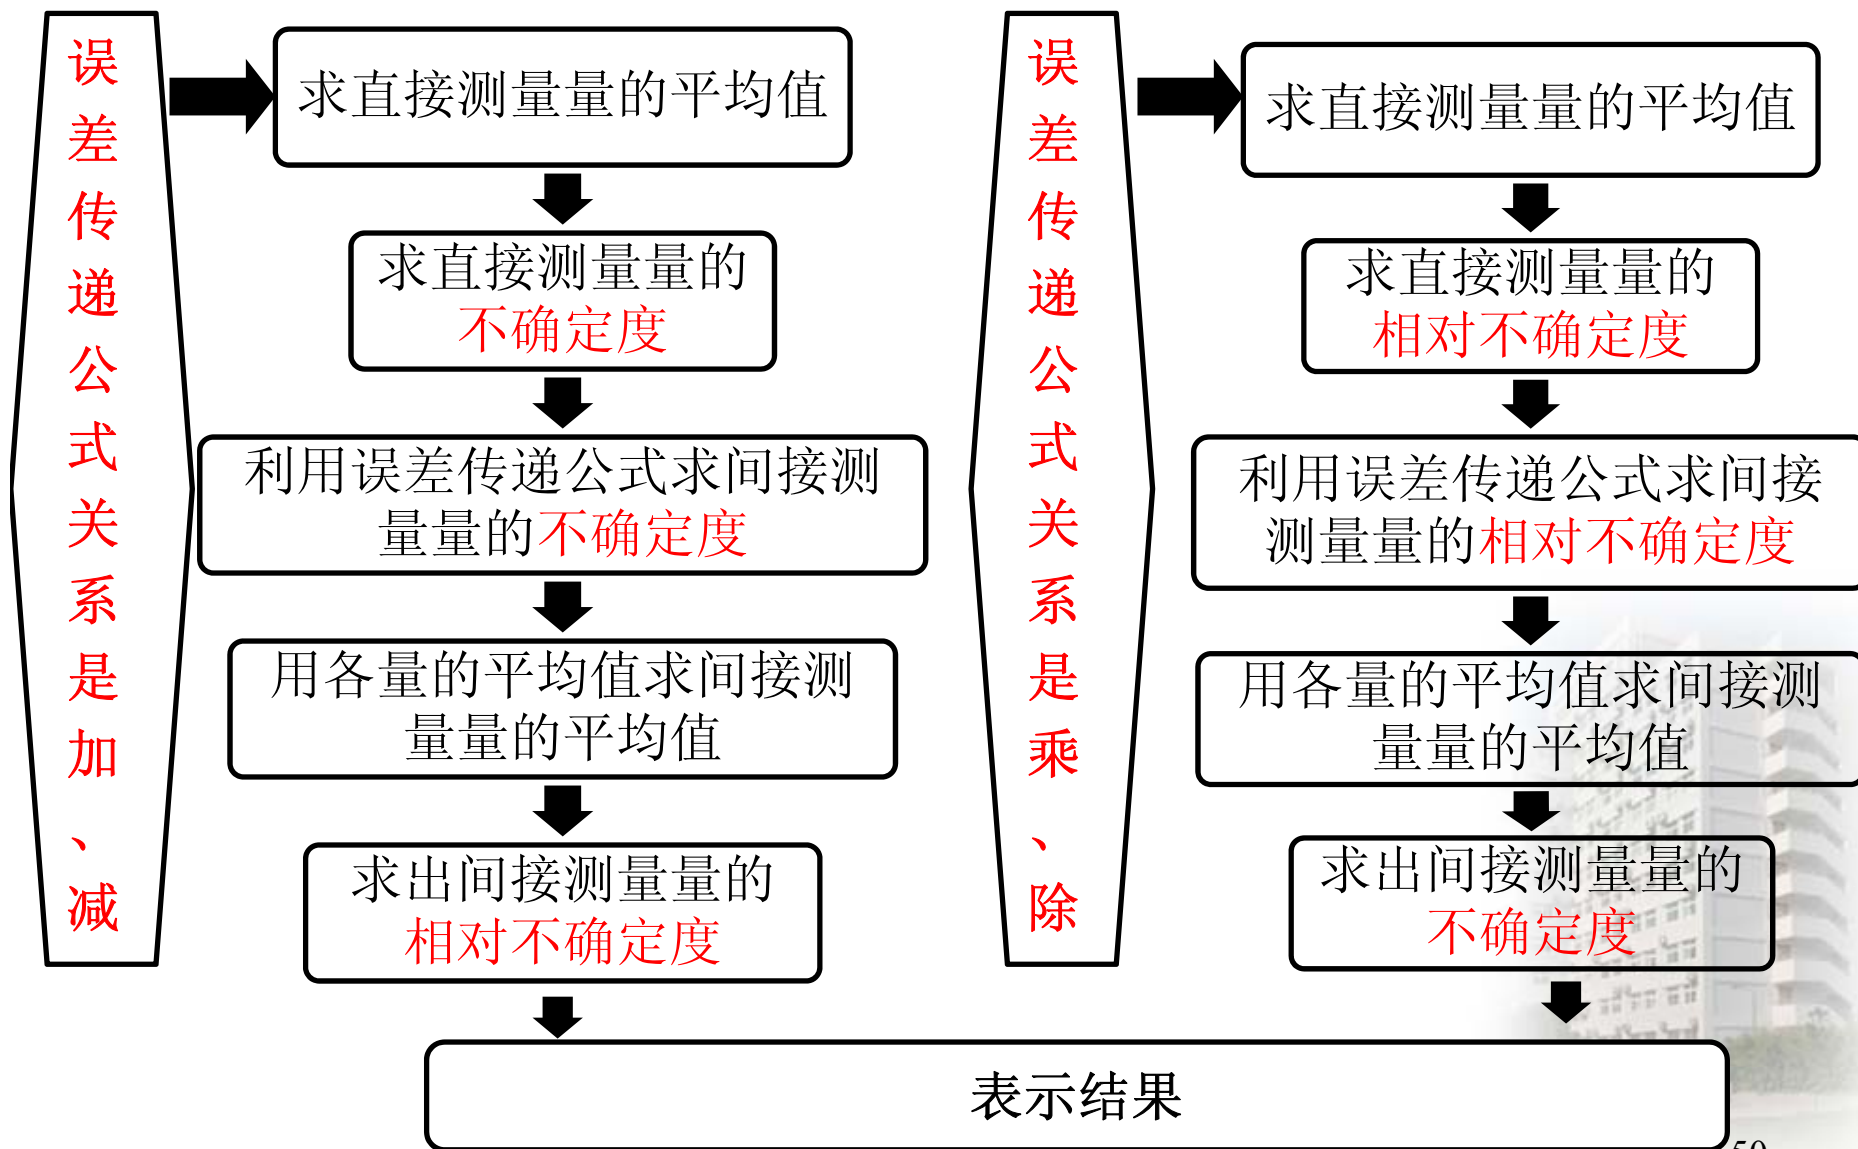 误差传递公式关系是加、减
求直接测量量的平均值
求直接测量量的
不确定度
利用误差传递公式求间接测
量量的不确定度
用各量的平均值求间接测
量量的平均值
求出间接测量量的
相对不确定度
误差传递公式关系是乘、除
求直接测量量的平均值
求直接测量量的
相对不确定度
利用误差传递公式求间接
测量量的相对不确定度
用各量的平均值求间接测
量量的平均值
求出间接测量量的
不确定度
表示结果